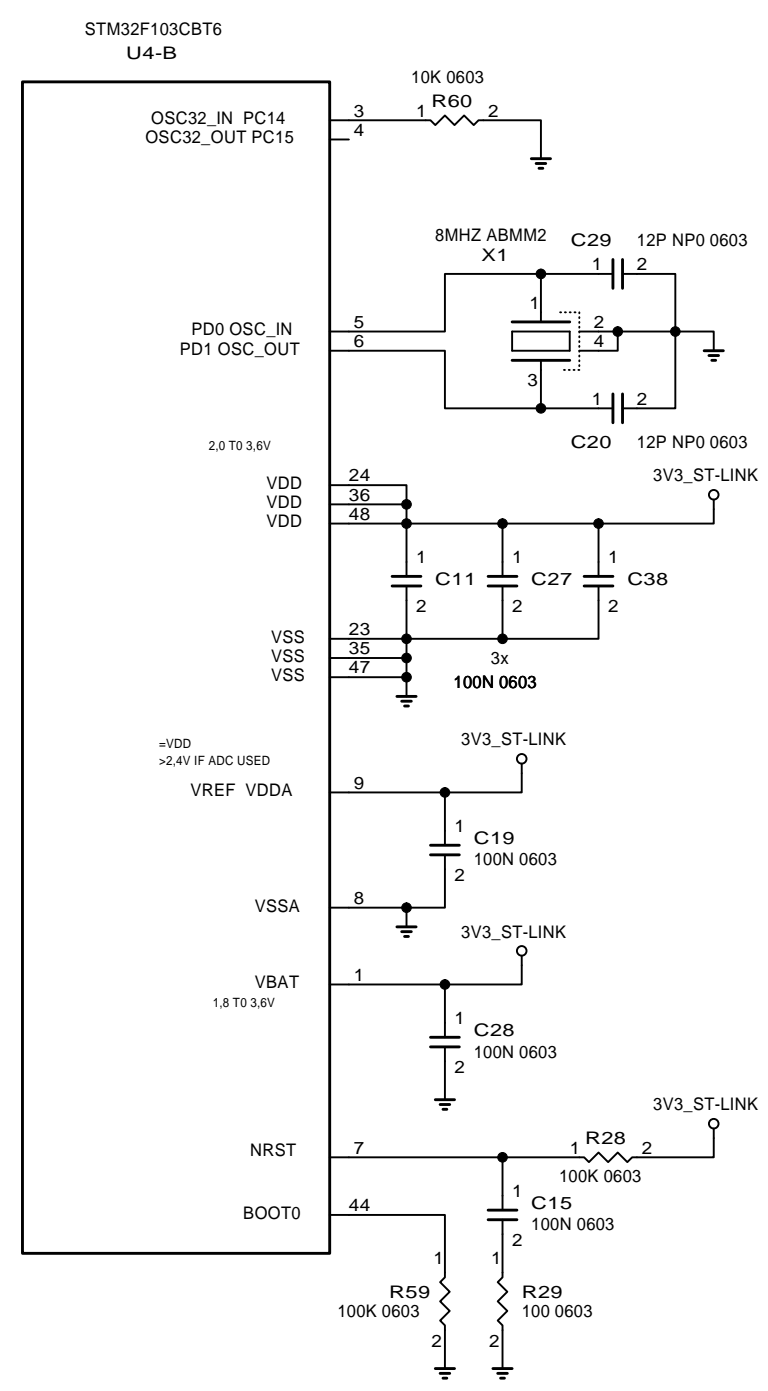 STM32F103CBT6
U4-B
10K 0603
OSC32_IN PC14 3 1 R60 2
OSC32_OUT PC15 4
8MHZ ABMM2 C29 12P NP0 0603
X1 1 2
1
PD0 OSC_IN 5 2
PD1 OSC_OUT 6 4
3
1 2
C20 12P NP0 0603
2,0 T0 3,6V
3V3_ST-LINK
VDD 24
VDD 36
VDD 48
1 1 1
C11 C27 C38
2 2 2
VSS 23
VSS 35 3x
VSS 47 100N 0603
3V3_ST-LINK
=VDD
>2,4V IF ADC USED
VREF VDDA 9
1 C19
100N 0603
2
VSSA 8
3V3_ST-LINK
VBAT 1
1,8 T0 3,6V
1 C28
100N 0603
2
3V3_ST-LINK
NRST 7 1 R28 2
100K 0603
1 C15
BOOT0 44 100N 0603
2
1 1
R59 R29
100K 0603 100 0603
2 2